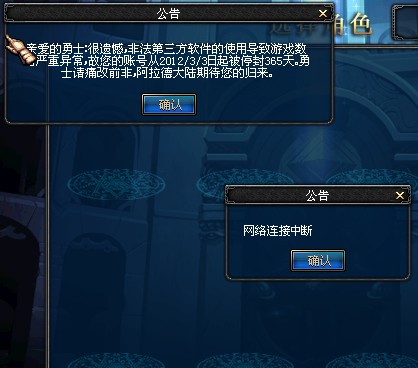 选择角色
公告
亲爱的勇士:很遗憾,非法第三方软件的使用导致游戏数
严重异常,故您的账号从2012/3/3日起被停封365天。勇
士请痛改前非,阿拉德大陆期待您的归来。
确认
公告
网络连接中断
确认